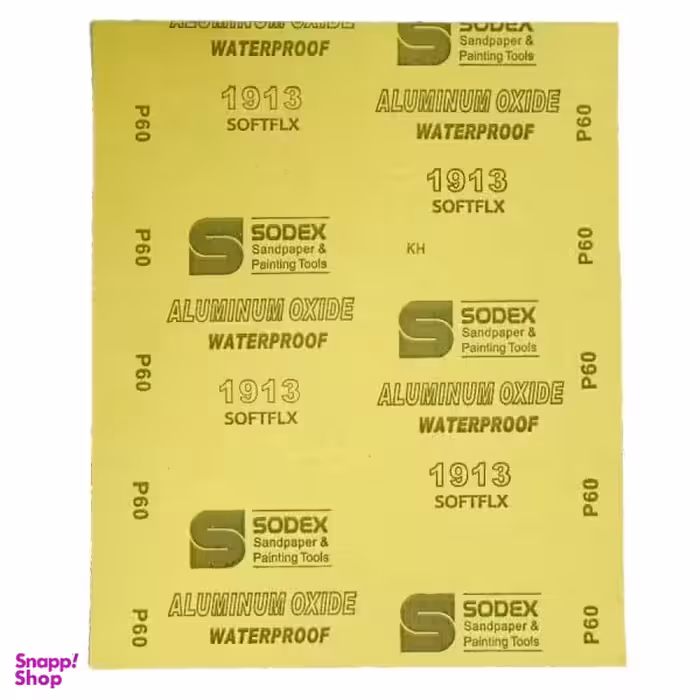 ALUMINUM OXIDE
WATERPROOF
1913
SOFTFLX
SODEX
Sandpaper &
Painting Tools
ALUMINUM OXIDE
WATERPROOF
1913
SOFTFLX
SODEX
Sandpaper &
Painting Tools
ALUMINUM OXIDE
WATERPROOF
SODEX
Sandpaper &
Painting Tools
ALUMINUM OXIDE
WATERPROOF
1913
SOFTFLX
KH
SODEX
Sandpaper &
Painting Tools
ALUMINUM OXIDE
WATERPROOF
1913
SOFTFLX
SODEX
Sandpaper &
Painting Tools
P60
P60
P60
P60
P60
P60
P60
P60
P60
P60
Snapp!
Shop